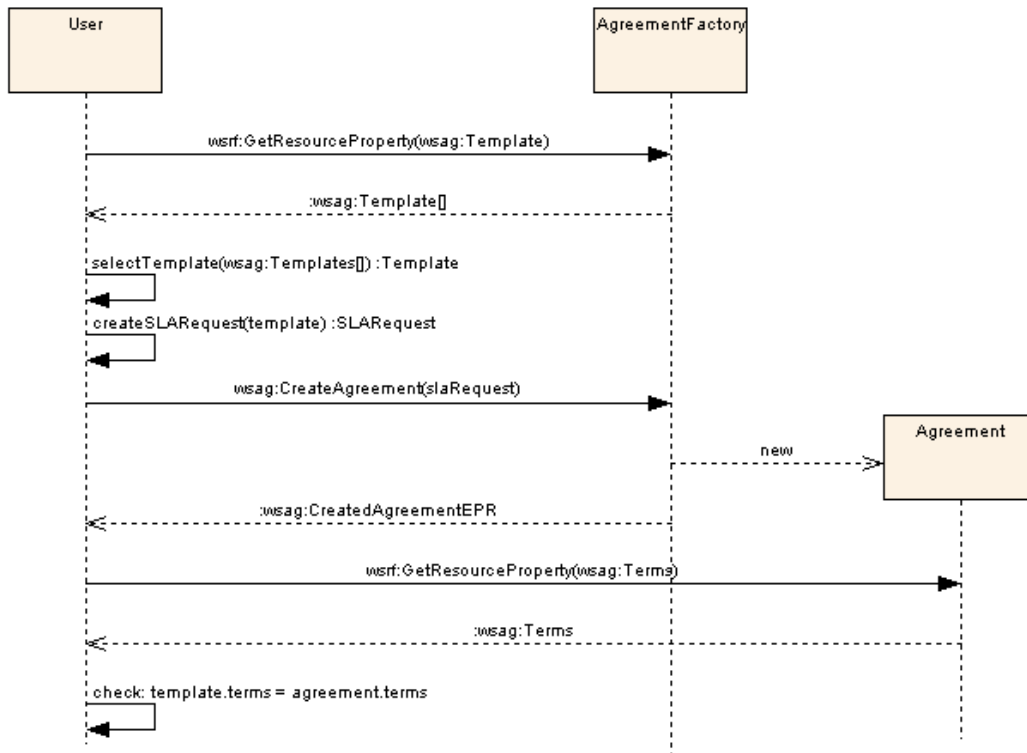 User
AgreementFactory
wsrf:GetResourceProperty(wsag:Template)
:wsag:Template[]
selectTemplate(wsag:Templates[]) :Template
createSLARequest(template) :SLARequest
wsag:CreateAgreement(slaRequest)
Agreement
new
:wsag:CreatedAgreementEPR
wsrf:GetResourceProperty(wsag:Terms)
:wsag:Terms
check: template.terms = agreement.terms